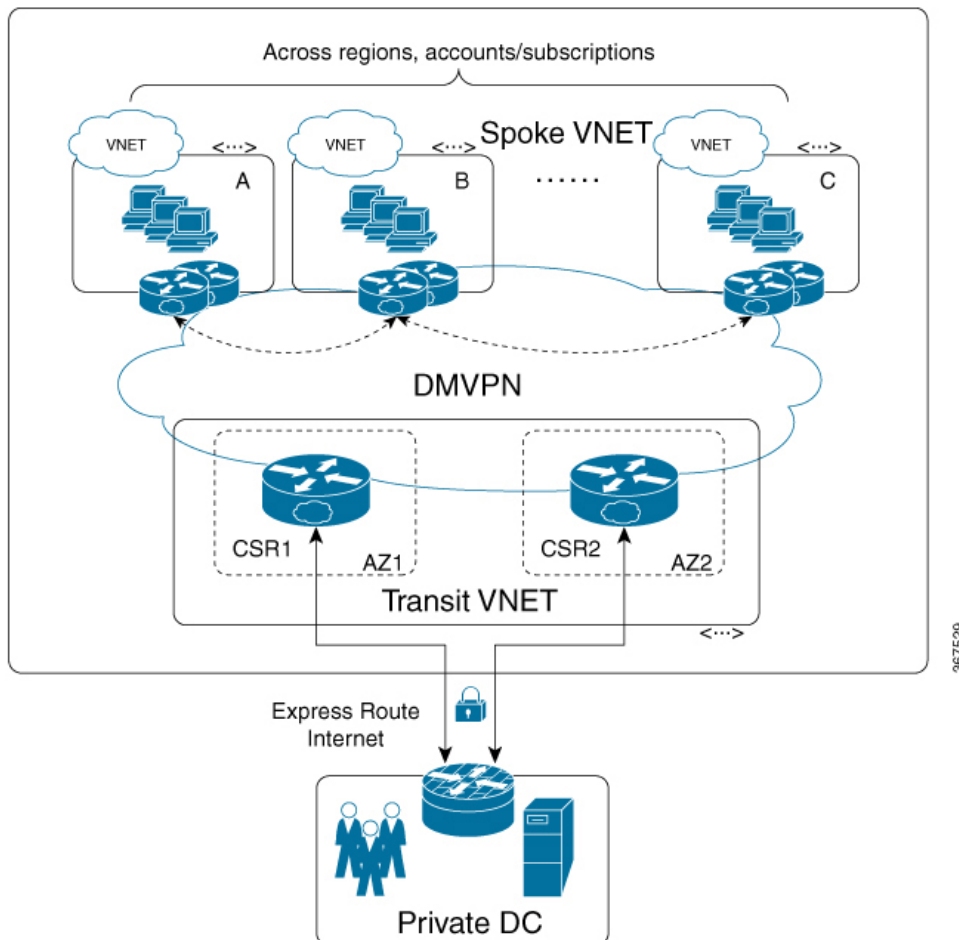 Across regions, accounts/subscriptions
VNET
<...>
A
VNET
<...>
B
Spoke VNET
......
VNET
<...>
C
DMVPN
CSR1
AZ1
CSR2
AZ2
Transit VNET
<...>
367529
Express Route
Internet
Private DC